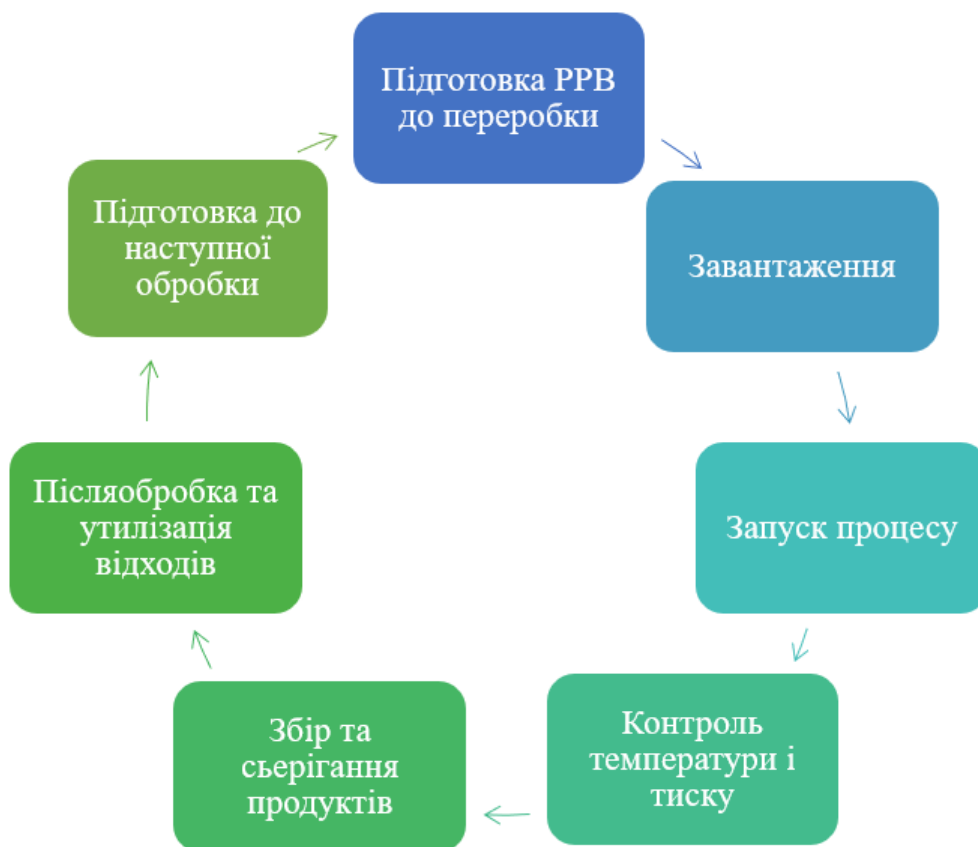 Підготовка РРВ
до переробки
Завантаження
Запуск процесу
Контроль
температури і
тиску
Збір та
сьерігання
продуктів
Післяобробка та
утилізація
відходів
Підготовка до
наступної
обробки